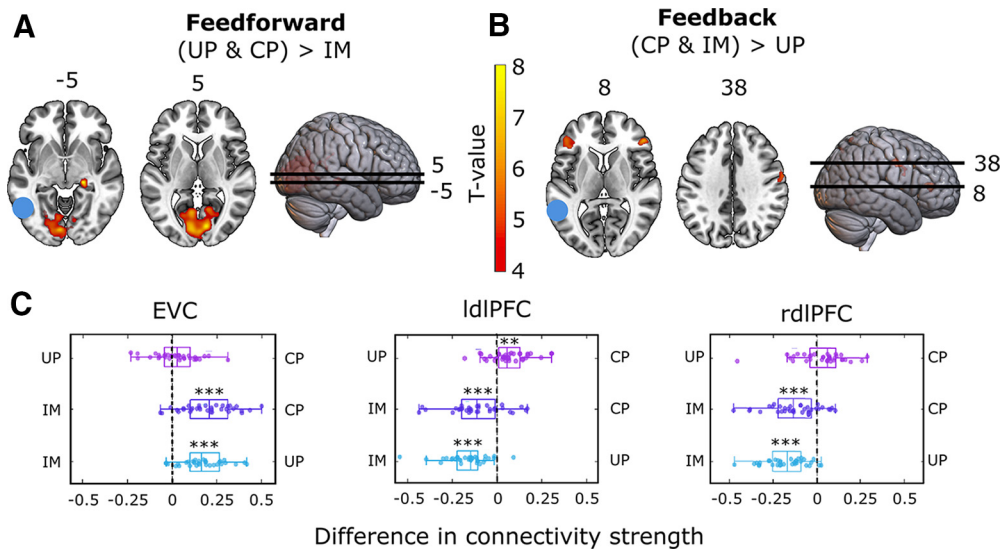 A
Feedforward
(UP & CP) > IM
-5
5
5
-5
B
Feedback
(CP & IM) > UP
8
7
6
5
4
T-value
8
38
38
8
C
EVC
UP
CP
IM
***
CP
IM
***
UP
-0.5
-0.25
0
0.25
0.5
ldlPFC
UP
**
CP
IM
***
CP
IM
***
UP
-0.5
-0.25
0
0.25
0.5
rdlPFC
UP
CP
IM
***
CP
IM
***
UP
-0.5
-0.25
0
0.25
0.5
Difference in connectivity strength